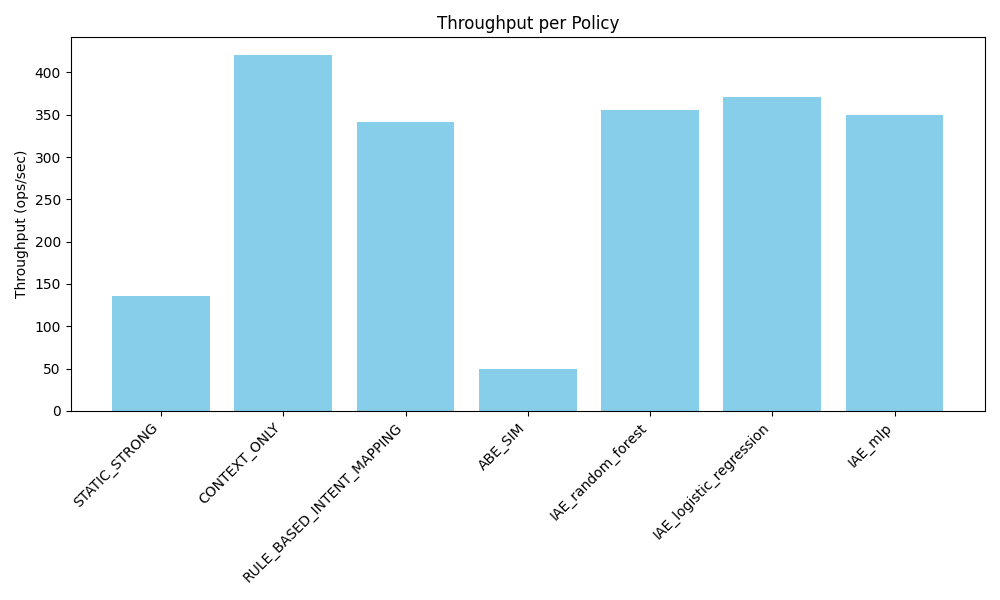 Throughput per Policy
Throughput (ops/sec)
400
350
300
250
200
150
100
50
0
STATIC_STRONG
CONTEXT_ONLY
RULE_BASED_INTENT_MAPPING
ABE_SIM
IAE_random_forest
IAE_logistic_regression
IAE_mlp